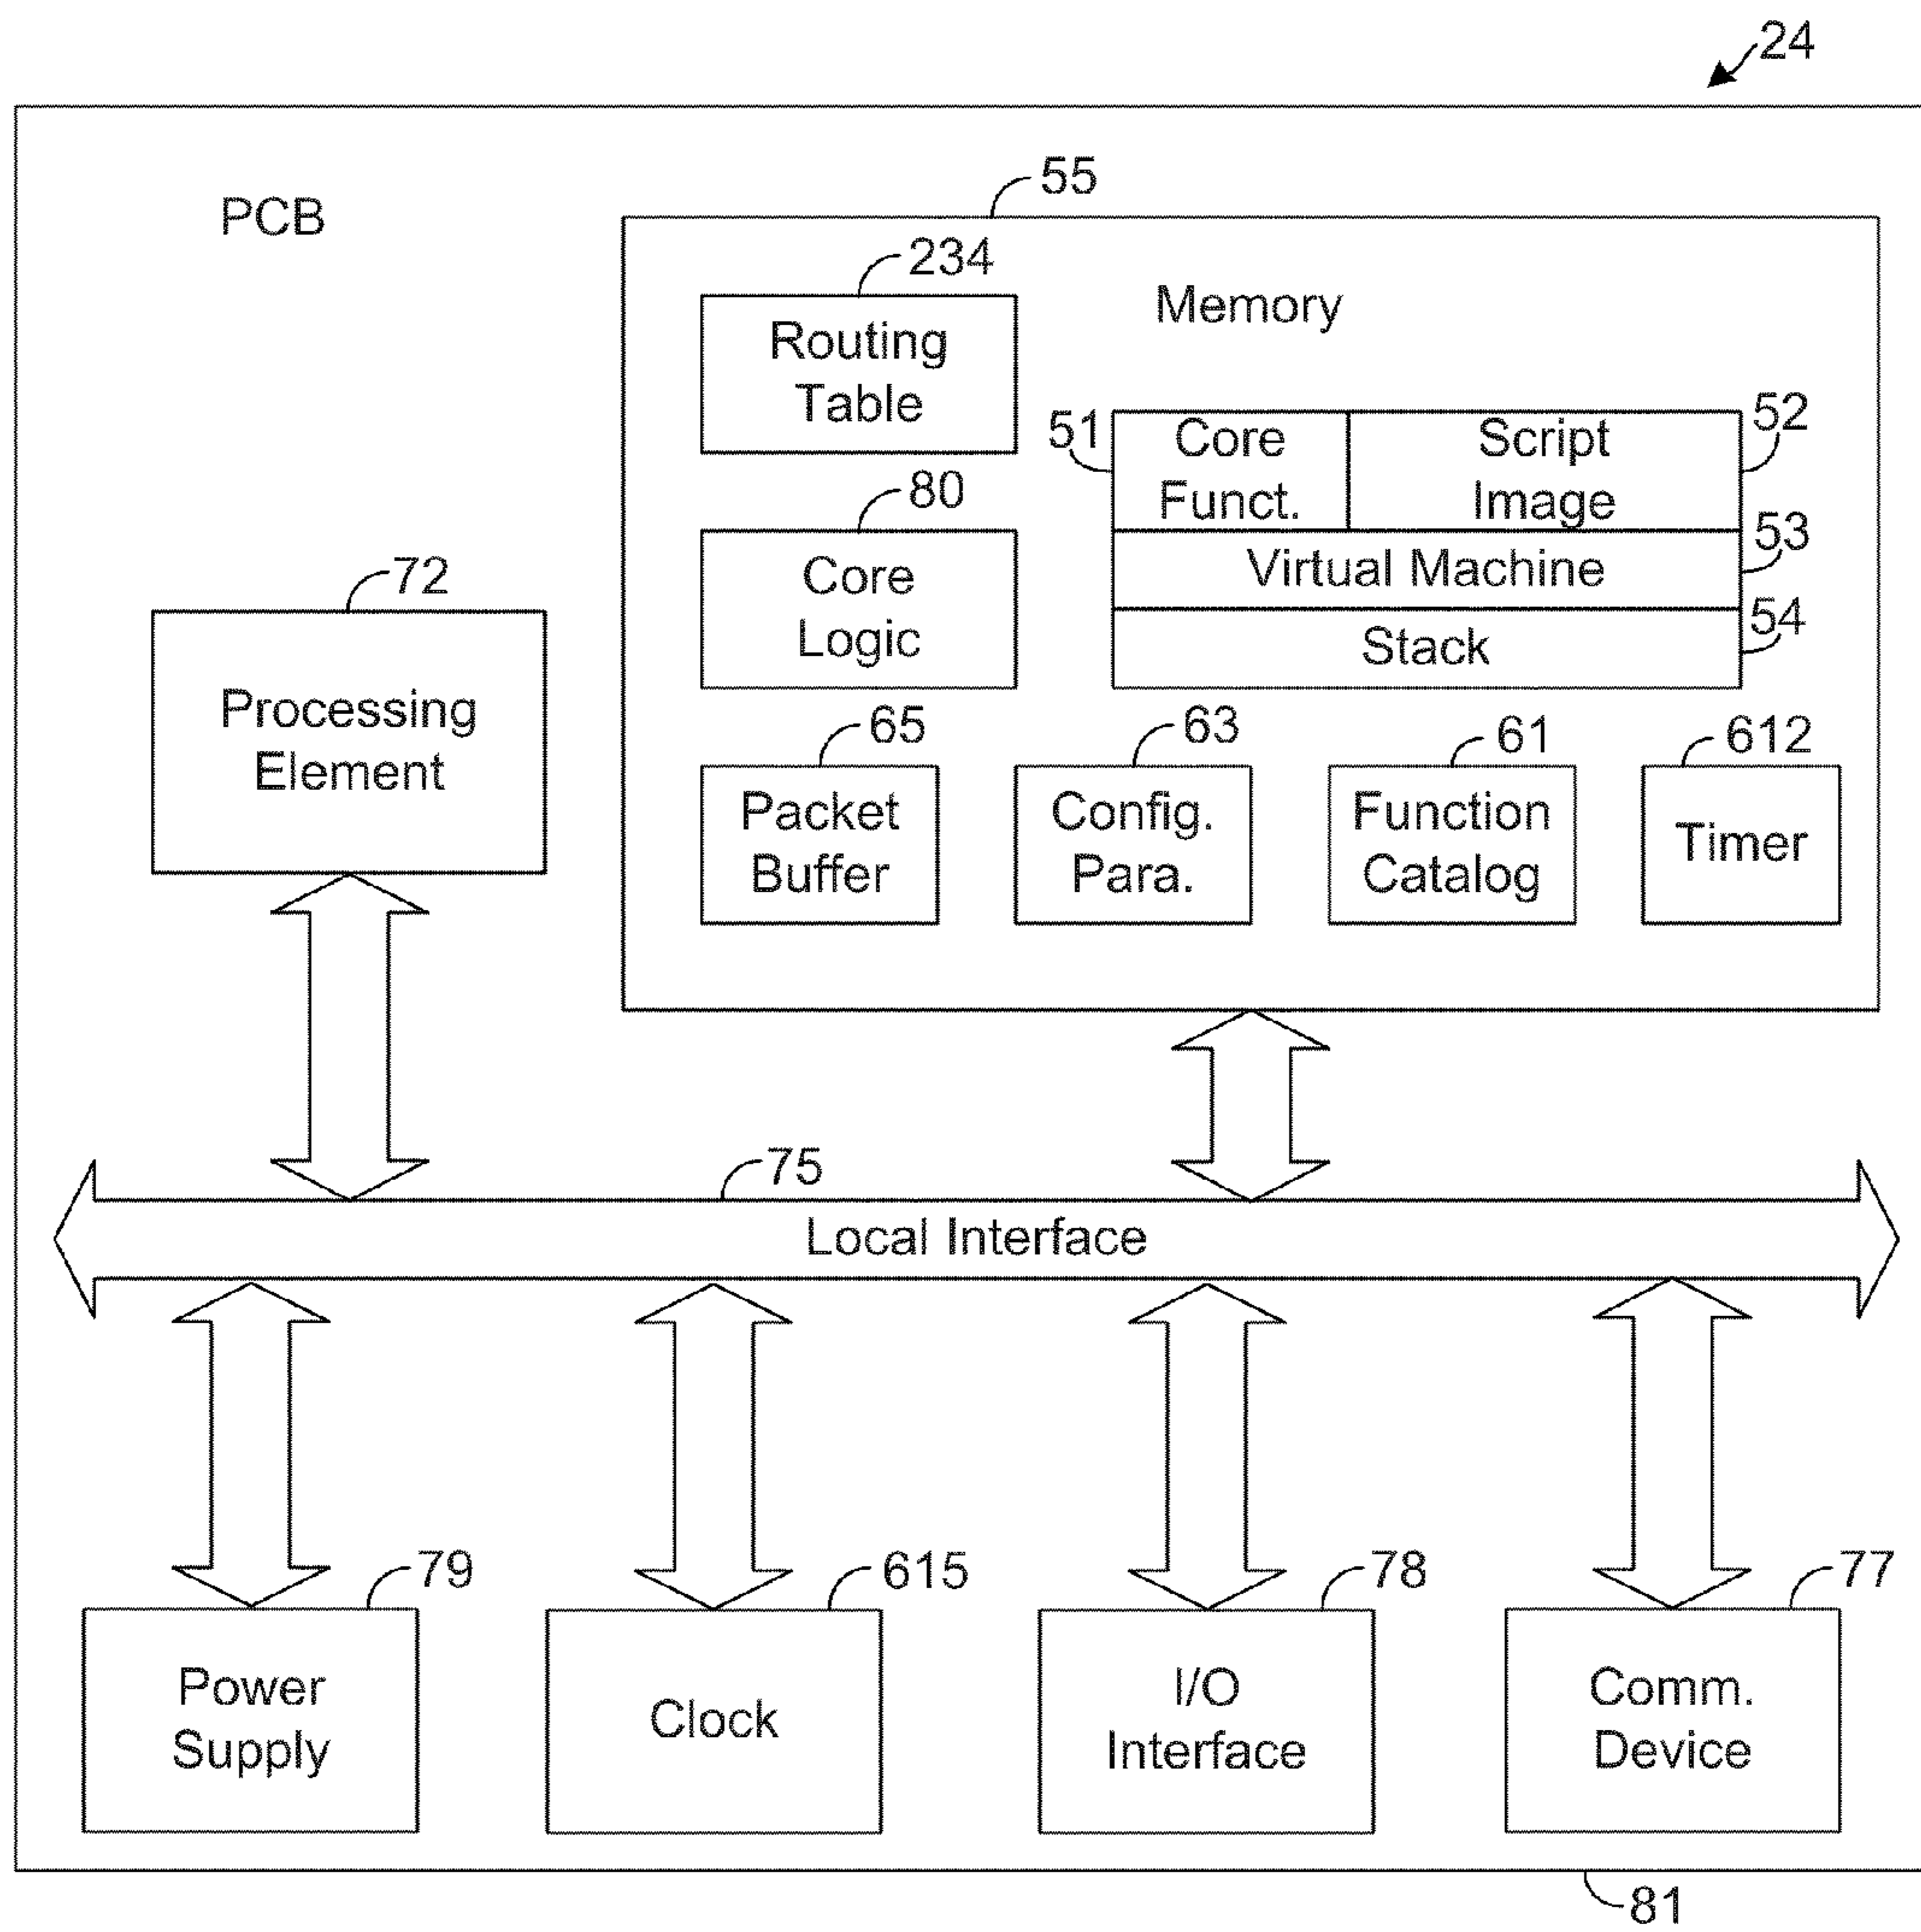 24
PCB
55
234
Memory
Routing
Table
51
Core
Funct.
Script
Image
52
80
Core
Logic
Virtual Machine
53
Stack
54
72
Processing
Element
65
Packet
Buffer
63
Config.
Para.
61
Function
Catalog
612
Timer
75
Local Interface
79
Power
Supply
615
Clock
78
I/O
Interface
77
Comm.
Device
81